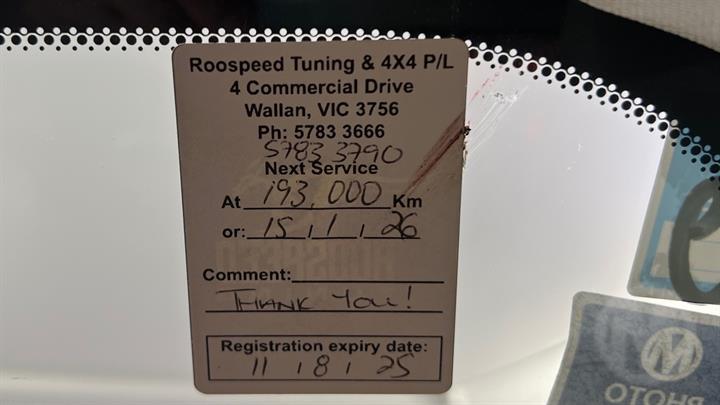 Roospeed Tuning & 4X4 P/L
4 Commercial Drive
Wallan, VIC 3756
Ph: 5783 3666
5783 3790
Next Service
At 193,000 Km
or: 15 / 1 / 26
Comment:
THANK YOU!
Registration expiry date:
11 / 8 / 25
PHOTO